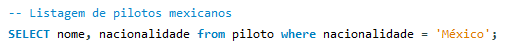 -- Listagem de pilotos mexicanos
SELECT nome, nacionalidade from piloto where nacionalidade = 'México';